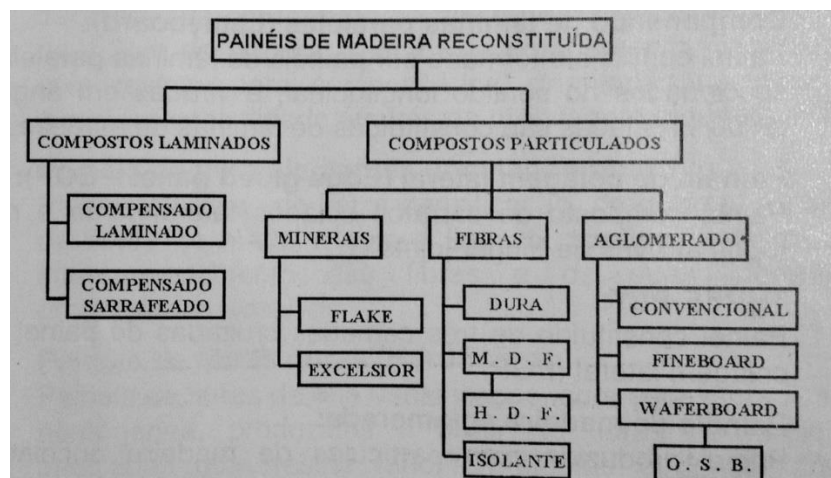 PAINÉIS DE MADEIRA RECONSTITUÍDA
COMPOSTOS LAMINADOS
COMPENSADO
LAMINADO
COMPENSADO
SARRAFEADO
COMPOSTOS PARTICULADOS
MINERAIS
FLAKE
EXCELSIOR
FIBRAS
DURA
M. D. F.
H. D. F.
ISOLANTE
AGLOMERADO
CONVENCIONAL
FINEBOARD
WAFERBOARD
O. S. B.